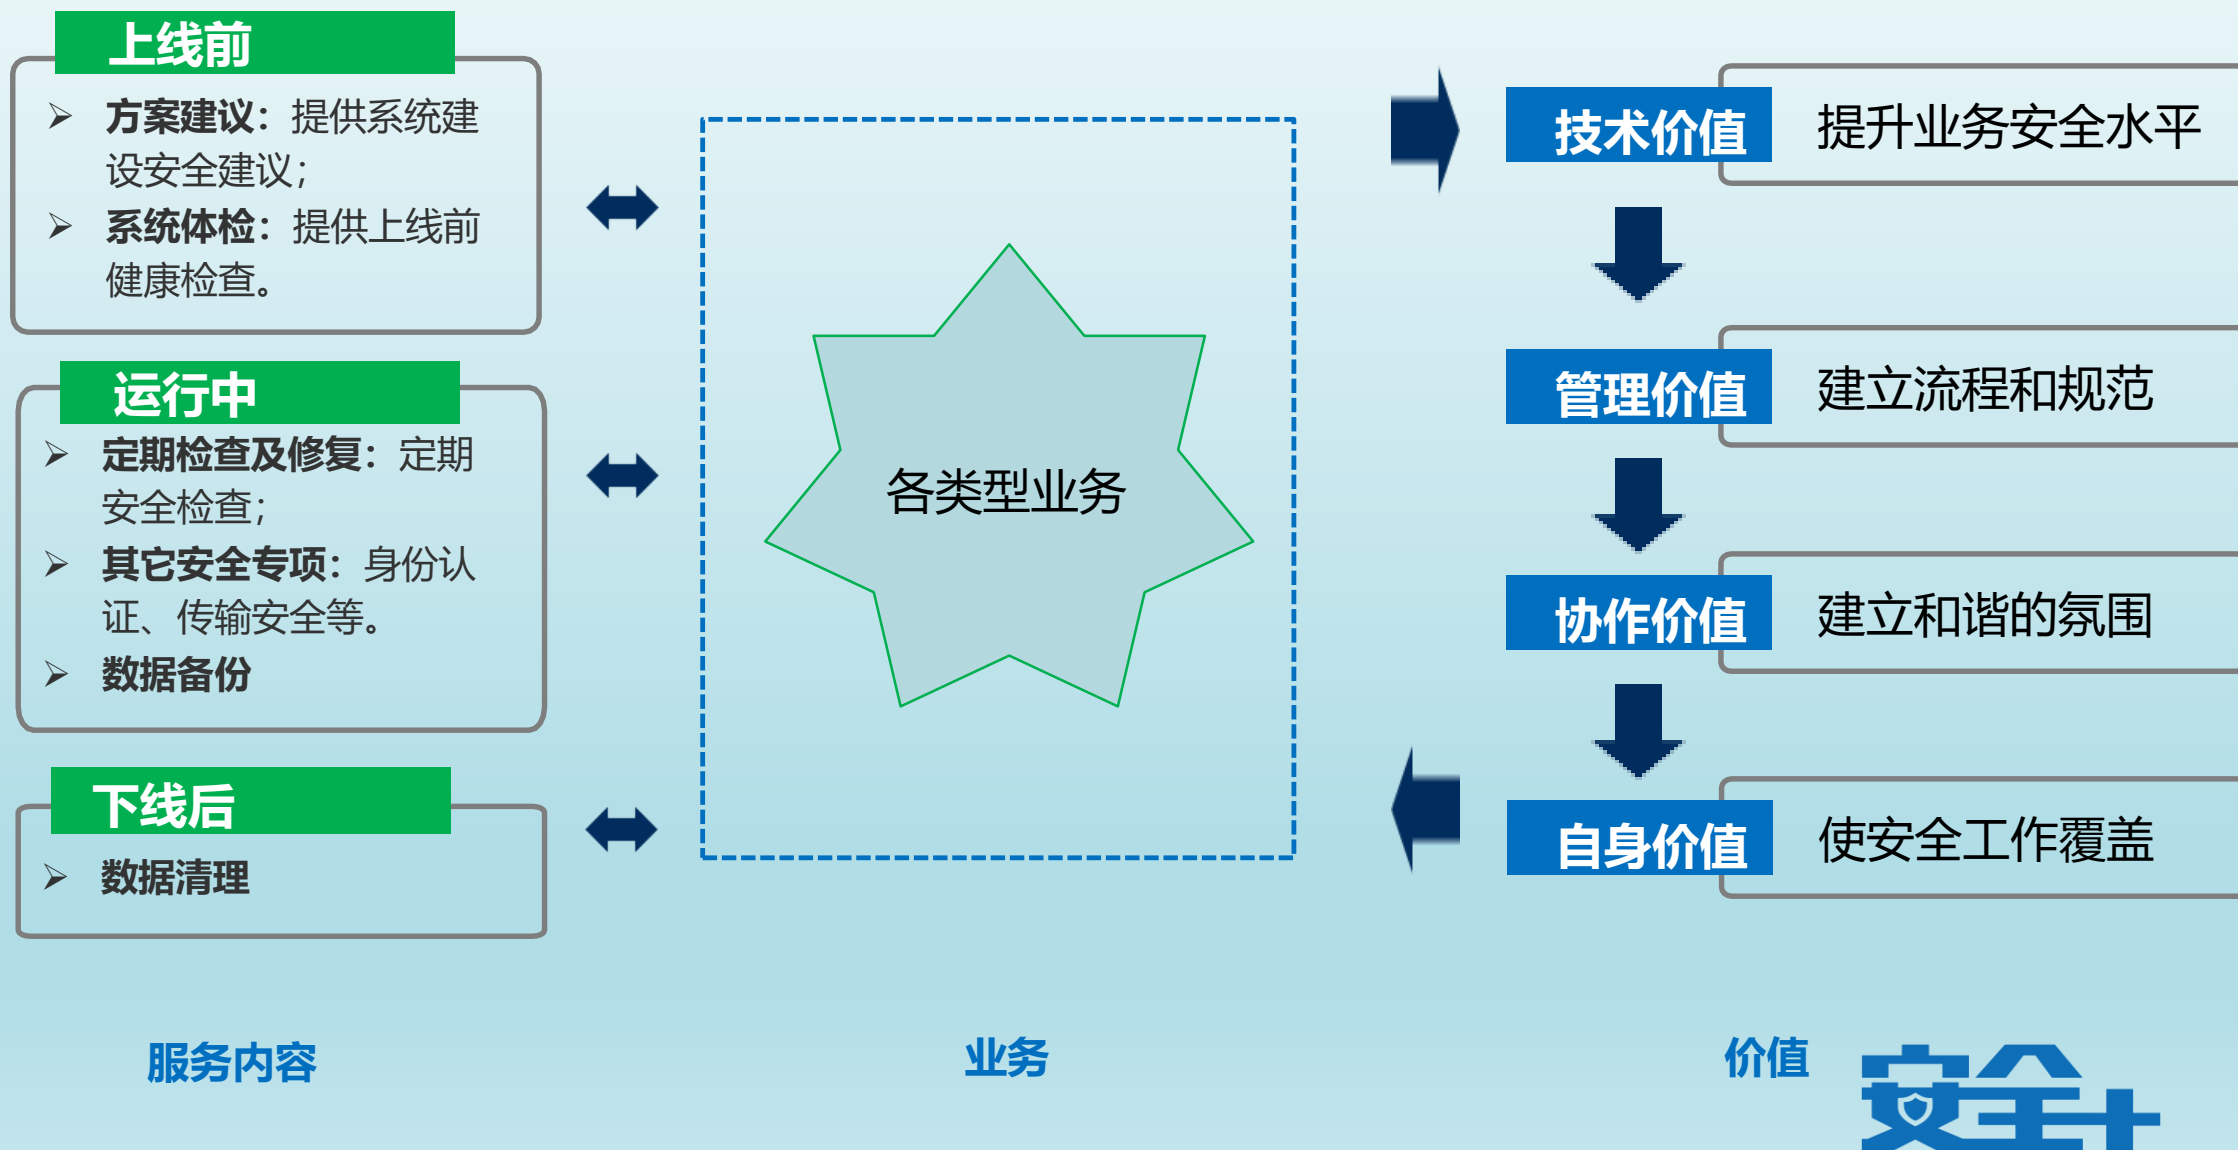 上线前
方案建议：提供系统建
设安全建议；
系统体检：提供上线前
健康检查。
运行中
定期检查及修复：定期
安全检查；
其它安全专项：身份认
证、传输安全等。
数据备份
下线后
数据清理
服务内容
各类型业务
业务
技术价值
提升业务安全水平
管理价值
建立流程和规范
协作价值
建立和谐的氛围
自身价值
使安全工作覆盖
价值
安全+